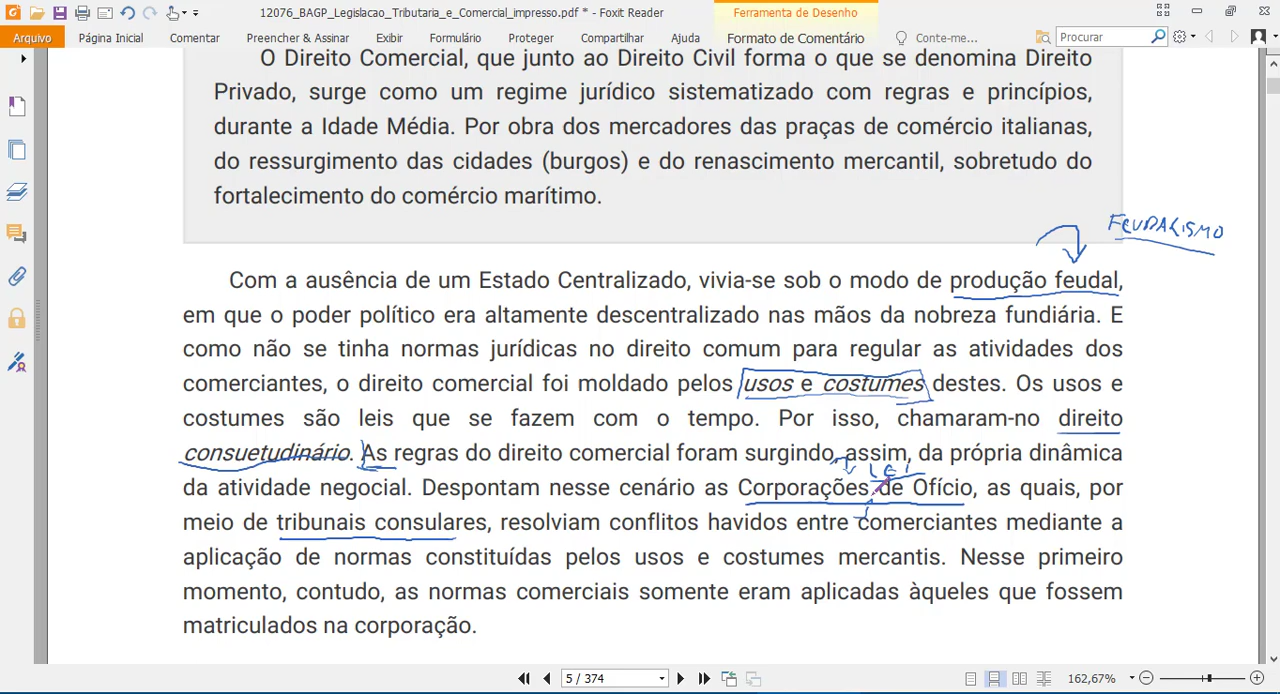 12076_BAGP_Legislacao_Tributaria_e_Comercial_impresso.pdf * - Foxit Reader
Ferramenta de Desenho
Arquivo Página Inicial Comentar Preencher & Assinar Exibir Formulário Proteger Compartilhar Ajuda Formato de Comentário Conte-me... Procurar
O Direito Comercial, que junto ao Direito Civil forma o que se denomina Direito
Privado, surge como um regime jurídico sistematizado com regras e princípios,
durante a Idade Média. Por obra dos mercadores das praças de comércio italianas,
do ressurgimento das cidades (burgos) e do renascimento mercantil, sobretudo do
fortalecimento do comércio marítimo.
FEUDALISMO
Com a ausência de um Estado Centralizado, vivia-se sob o modo de produção feudal,
em que o poder político era altamente descentralizado nas mãos da nobreza fundiária. E
como não se tinha normas jurídicas no direito comum para regular as atividades dos
comerciantes, o direito comercial foi moldado pelos usos e costumes destes. Os usos e
costumes são leis que se fazem com o tempo. Por isso, chamaram-no direito
consuetudinário. As regras do direito comercial foram surgindo, assim, da própria dinâmica
LEI
da atividade negocial. Despontam nesse cenário as Corporações de Ofício, as quais, por
meio de tribunais consulares, resolviam conflitos havidos entre comerciantes mediante a
aplicação de normas constituídas pelos usos e costumes mercantis. Nesse primeiro
momento, contudo, as normas comerciais somente eram aplicadas àqueles que fossem
matriculados na corporação.
5 / 374
162,67%